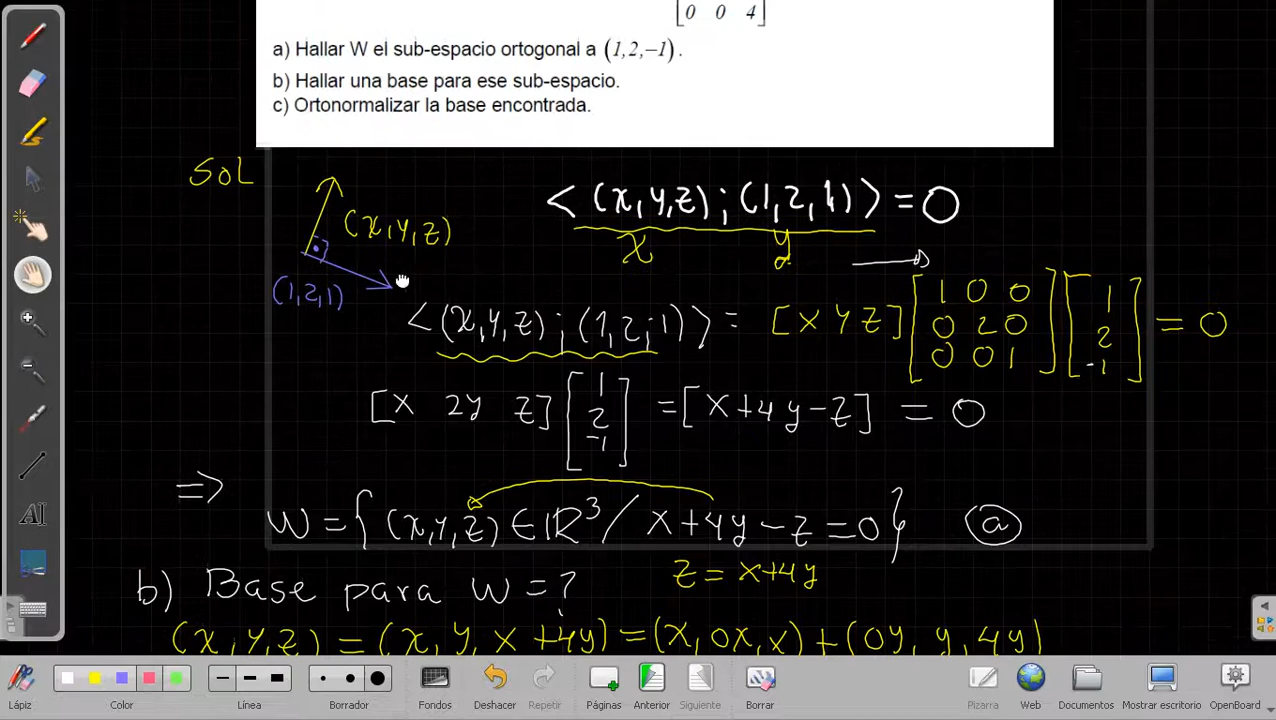 [0 0 4]
a) Hallar W el sub-espacio ortogonal a (1,2,−1).
b) Hallar una base para ese sub-espacio.
c) Ortonormalizar la base encontrada.
SOL
(x,y,z)
(1,2,1)
< (x,y,z) ; (1,2,1) > = 0
x y
< (x,y,z) ; (1,2,-1) > = [x y z] [1 0 0 0 2 0 0 0 1] [1 2 -1] = 0
[x 2y z] [1 2 -1] = [x+4y-z] = 0
=>
W = { (x,y,z) ∈ IR³ / x+4y-z=0 } (a)
z = x+4y
b) Base para W = ?
(x,y,z) = (x, y, x+4y) = (x,0x,x) + (0y, y, 4y)
Lápiz Color Línea Borrador Fondos Deshacer Repetir Páginas Anterior Siguiente Borrar Pizarra Web Documentos Mostrar escritorio OpenBoard